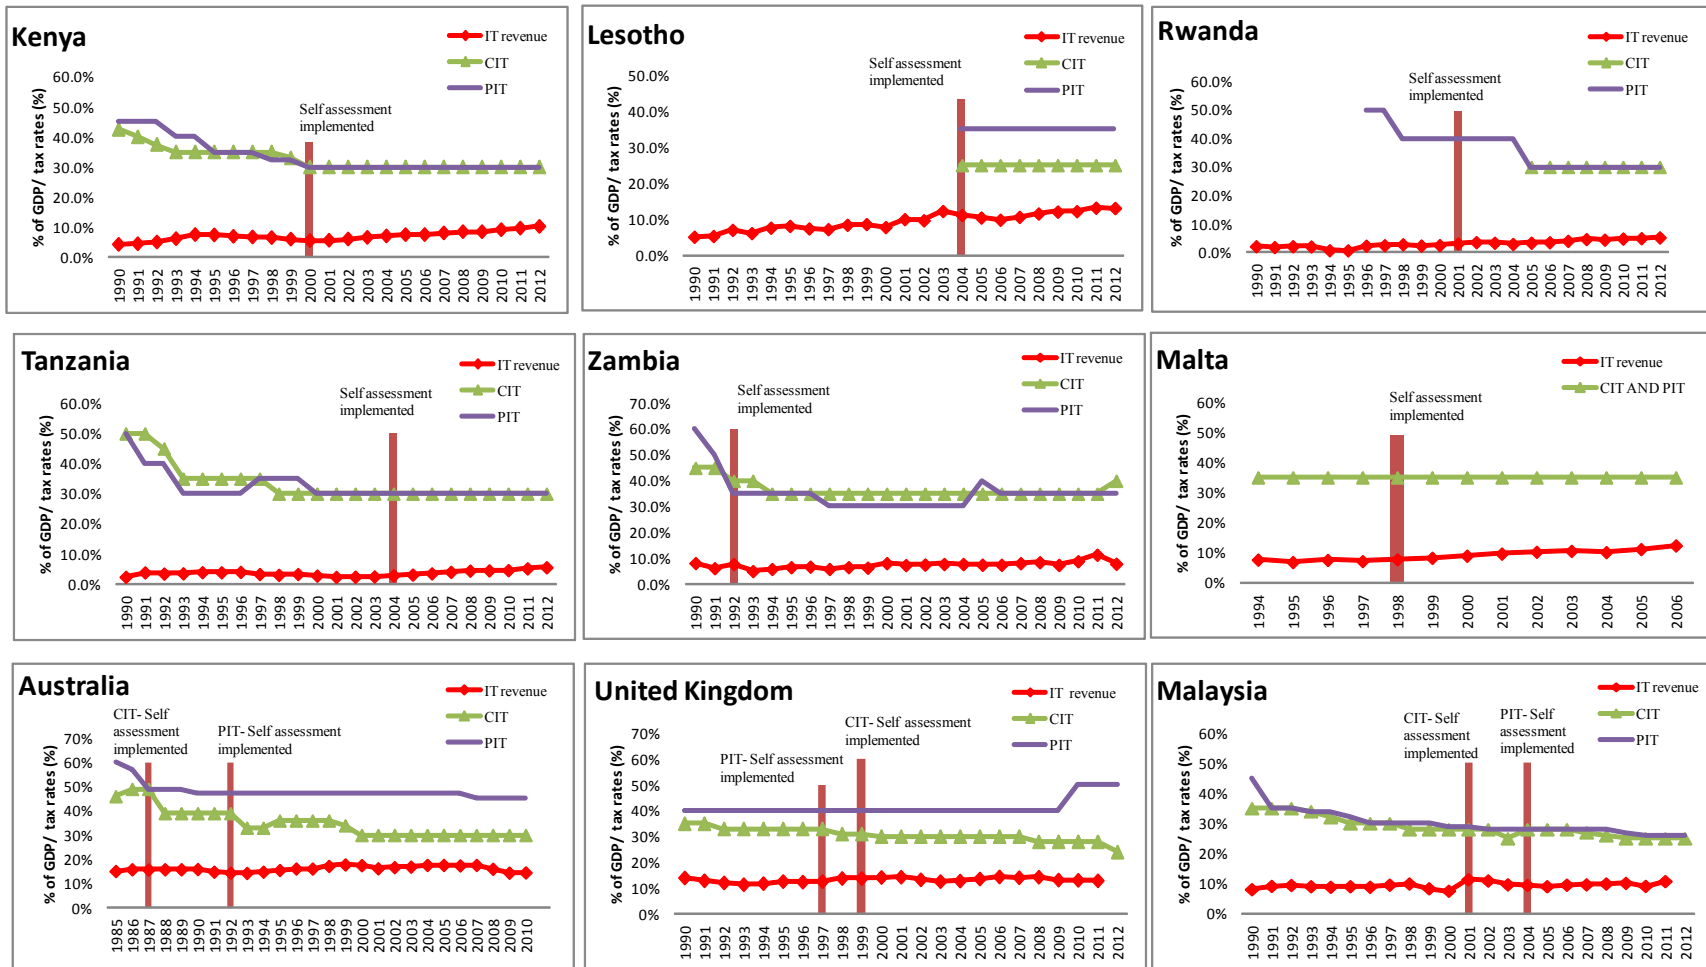 Kenya
IT revenue
CIT
PIT
% of GDP/ tax rates (%)
60.0%
50.0%
40.0%
30.0%
20.0%
10.0%
0.0%
Self assessment
implemented
1990 1991 1992 1993 1994 1995 1996 1997 1998 1999 2000 2001 2002 2003 2004 2005 2006 2007 2008 2009 2010 2011 2012
Lesotho
IT revenue
CIT
PIT
% of GDP/ tax rates (%)
50.0%
40.0%
30.0%
20.0%
10.0%
0.0%
Self assessment
implemented
1990 1991 1992 1993 1994 1995 1996 1997 1998 1999 2000 2001 2002 2003 2004 2005 2006 2007 2008 2009 2010 2011 2012
Rwanda
IT revenue
CIT
PIT
% of GDP/ tax rates (%)
60.0%
50.0%
40.0%
30.0%
20.0%
10.0%
0.0%
Self assessment
implemented
1990 1991 1992 1993 1994 1995 1996 1997 1998 1999 2000 2001 2002 2003 2004 2005 2006 2007 2008 2009 2010 2011 2012
Tanzania
IT revenue
CIT
PIT
% of GDP/ tax rates (%)
60.0%
50.0%
40.0%
30.0%
20.0%
10.0%
0.0%
Self assessment
implemented
1990 1991 1992 1993 1994 1995 1996 1997 1998 1999 2000 2001 2002 2003 2004 2005 2006 2007 2008 2009 2010 2011 2012
Zambia
IT revenue
CIT
PIT
% of GDP/ tax rates (%)
70.0%
60.0%
50.0%
40.0%
30.0%
20.0%
10.0%
0.0%
Self assessment
implemented
1990 1991 1992 1993 1994 1995 1996 1997 1998 1999 2000 2001 2002 2003 2004 2005 2006 2007 2008 2009 2010 2011 2012
Malta
IT revenue
CIT AND PIT
% of GDP/ tax rates (%)
60%
50%
40%
30%
20%
10%
0%
Self assessment
implemented
1994 1995 1996 1997 1998 1999 2000 2001 2002 2003 2004 2005 2006
Australia
IT revenue
CIT
PIT
% of GDP/ tax rates (%)
70%
60%
50%
40%
30%
20%
10%
0%
CIT- Self
assessment
implemented
PIT- Self assessment
implemented
1985 1986 1987 1988 1989 1990 1991 1992 1993 1994 1995 1996 1997 1998 1999 2000 2001 2002 2003 2004 2005 2006 2007 2008 2009 2010
United Kingdom
IT revenue
CIT
PIT
% of GDP/ tax rates (%)
70%
60%
50%
40%
30%
20%
10%
0%
CIT- Self assessment
implemented
PIT- Self assessment
implemented
1990 1991 1992 1993 1994 1995 1996 1997 1998 1999 2000 2001 2002 2003 2004 2005 2006 2007 2008 2009 2010 2011 2012
Malaysia
IT revenue
CIT
PIT
% of GDP/ tax rates (%)
60%
50%
40%
30%
20%
10%
0%
CIT- Self
assessment
implemented
PIT- Self
assessment
implemented
1990 1991 1992 1993 1994 1995 1996 1997 1998 1999 2000 2001 2002 2003 2004 2005 2006 2007 2008 2009 2010 2011 2012